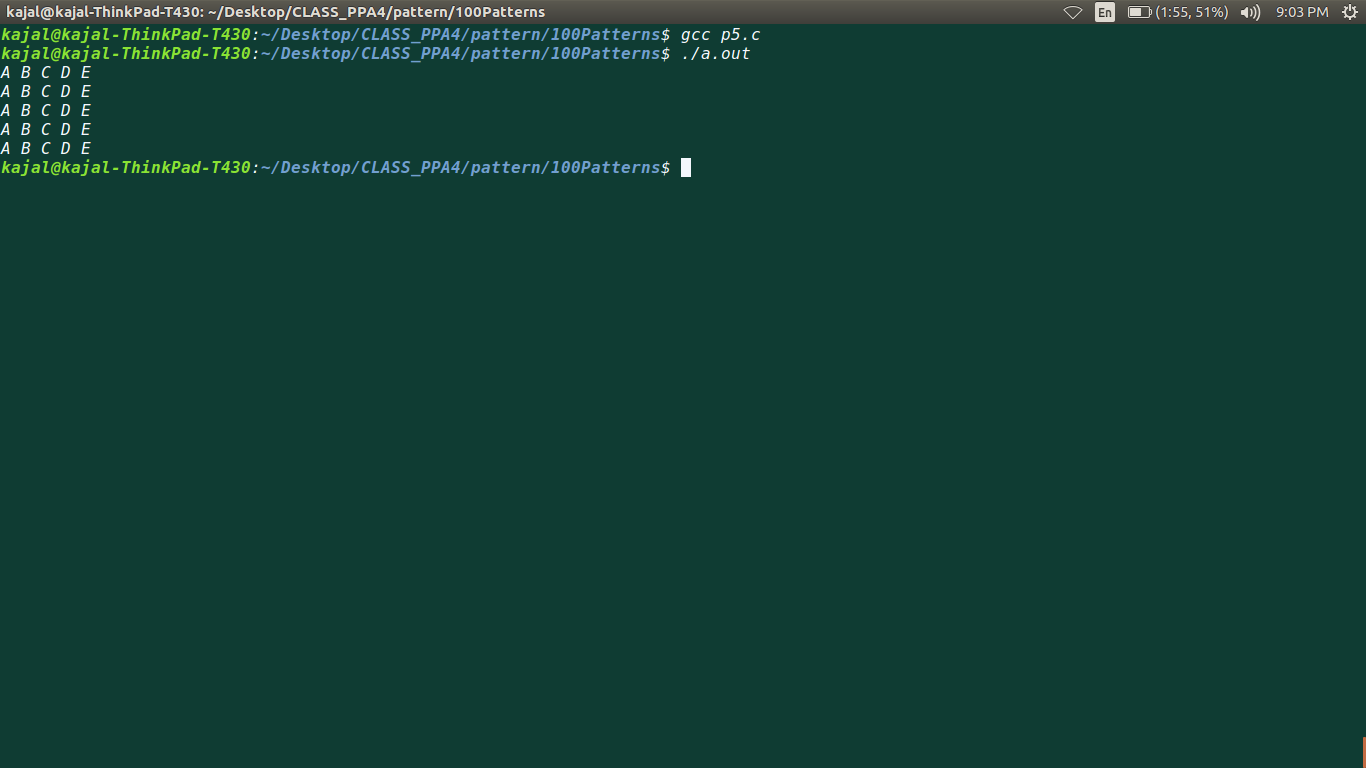 kajal@kajal-ThinkPad-T430: ~/Desktop/CLASS_PPA4/pattern/100Patterns En (1:55, 51%) 9:03 PM
kajal@kajal-ThinkPad-T430:~/Desktop/CLASS_PPA4/pattern/100Patterns$ gcc p5.c
kajal@kajal-ThinkPad-T430:~/Desktop/CLASS_PPA4/pattern/100Patterns$ ./a.out
A B C D E
A B C D E
A B C D E
A B C D E
A B C D E
kajal@kajal-ThinkPad-T430:~/Desktop/CLASS_PPA4/pattern/100Patterns$